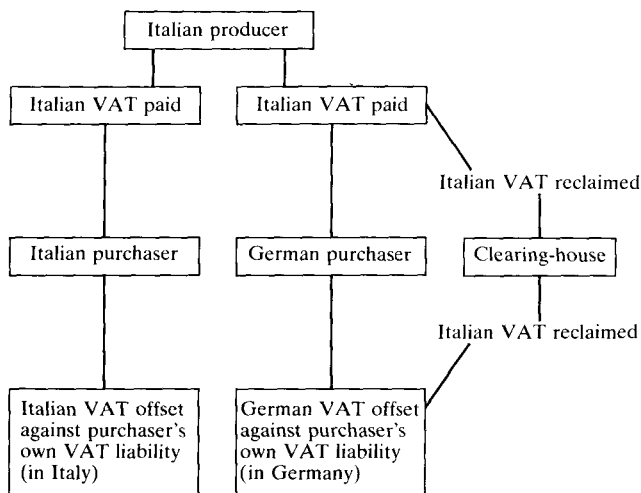 Italian producer
Italian VAT paid
Italian VAT paid
Italian VAT reclaimed
Italian purchaser
German purchaser
Clearing-house
Italian VAT reclaimed
Italian VAT offset
against purchaser's
own VAT liability
(in Italy)
German VAT offset
against purchaser's
own VAT liability
(in Germany)